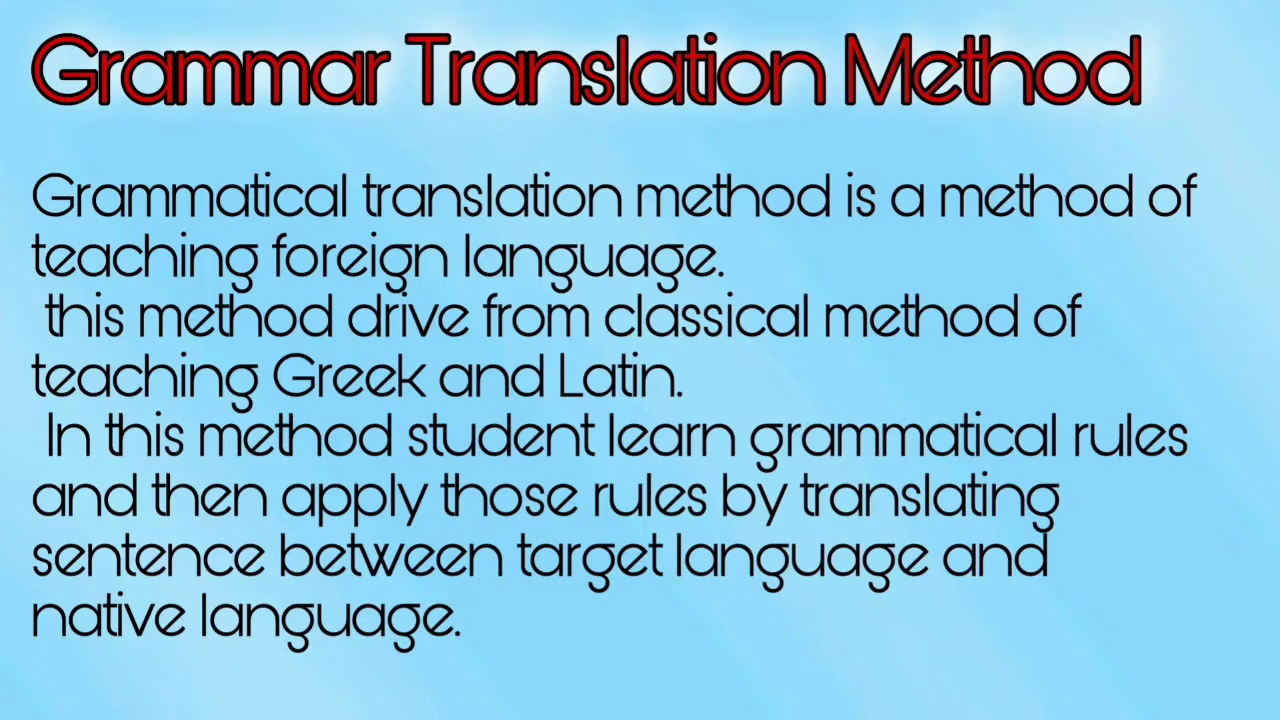 Grammar Translation Method
Grammatical translation method is a method of
teaching foreign language.
this method drive from classical method of
teaching Greek and Latin.
In this method student learn grammatical rules
and then apply those rules by translating
sentence between target language and
native language.